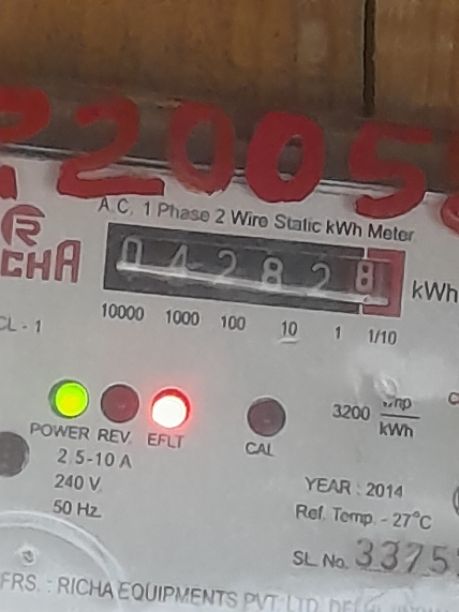 22005
A.C. 1 Phase 2 Wire Static kWh Meter
R
CHA
042828 kWh
10000 1000 100 10 1 1/10
CL - 1
3200 imp
kWh
POWER REV. EFLT
CAL
2.5-10 A
240 V.
50 Hz.
YEAR : 2014
Ref. Temp. - 27°C
SL. No. 3375
FRS. : RICHA EQUIPMENTS PVT. LTD.